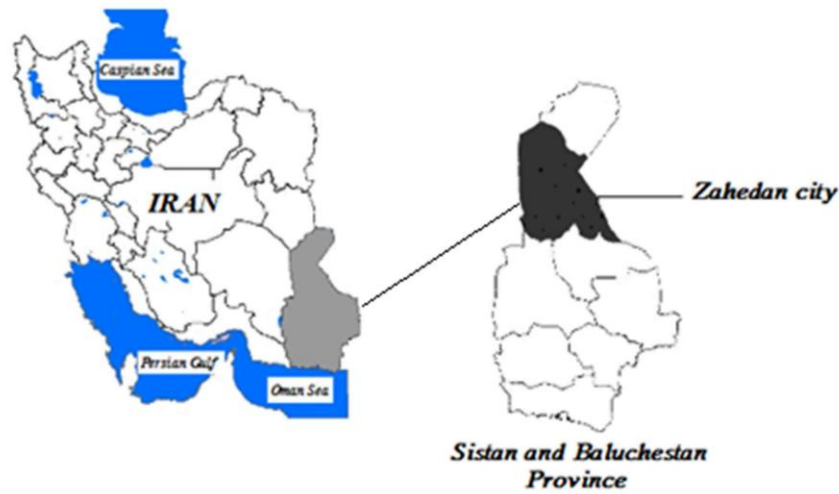 Caspian Sea
IRAN
Zahedan city
Persian Gulf
Oman Sea
Sistan and Baluchestan
Province